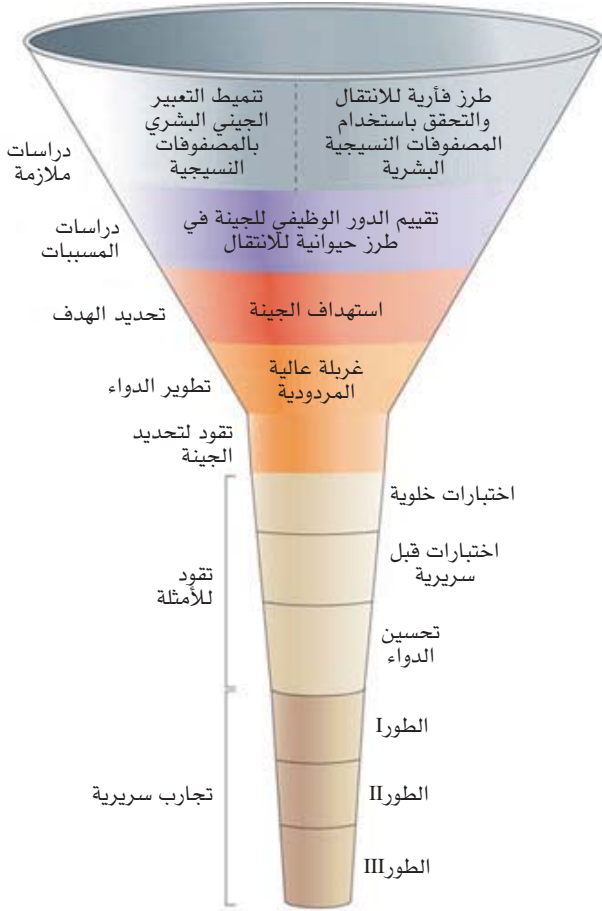 طرز فأرية للانتقال
والتحقق باستخدام
المصفوفات النسيجية
البشرية
تنميط التعبير
الجيني البشري
بالمصفوفات
النسيجية
دراسات
ملازمة
تقييم الدور الوظيفي للجينة في
طرز حيوانية للانتقال
دراسات
المسببات
استهداف الجينة
تحديد الهدف
غربلة عالية
المردودية
تطوير الدواء
تقود لتحديد
الجينة
اختبارات خلوية
اختبارات قبل
سريرية
تحسين
الدواء
تقود
للأمثلة
الطورI
الطورII
الطورIII
تجارب سريرية